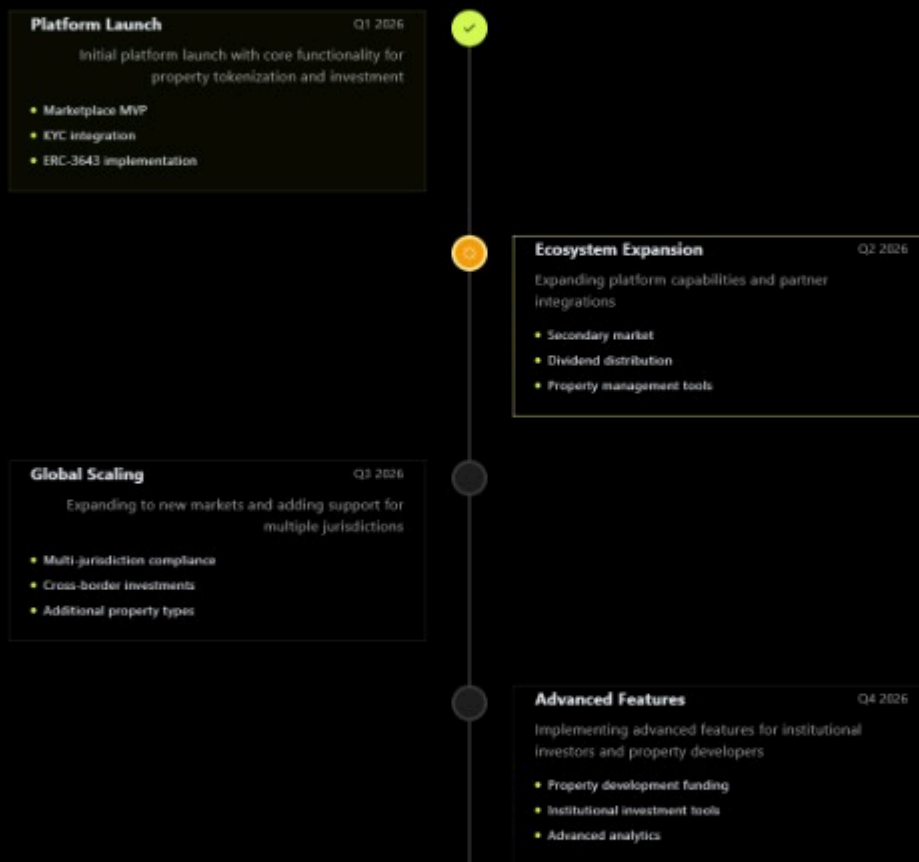 Platform Launch
Q1 2026
Initial platform launch with core functionality for
property tokenization and investment
Marketplace MVP
KYC integration
ERC-3643 implementation
Ecosystem Expansion
Q2 2026
Expanding platform capabilities and partner
integrations
Secondary market
Dividend distribution
Property management tools
Global Scaling
Q3 2026
Expanding to new markets and adding support for
multiple jurisdictions
Multi-jurisdiction compliance
Cross-border investments
Additional property types
Advanced Features
Q4 2026
Implementing advanced features for institutional
investors and property developers
Property development funding
Institutional investment tools
Advanced analytics